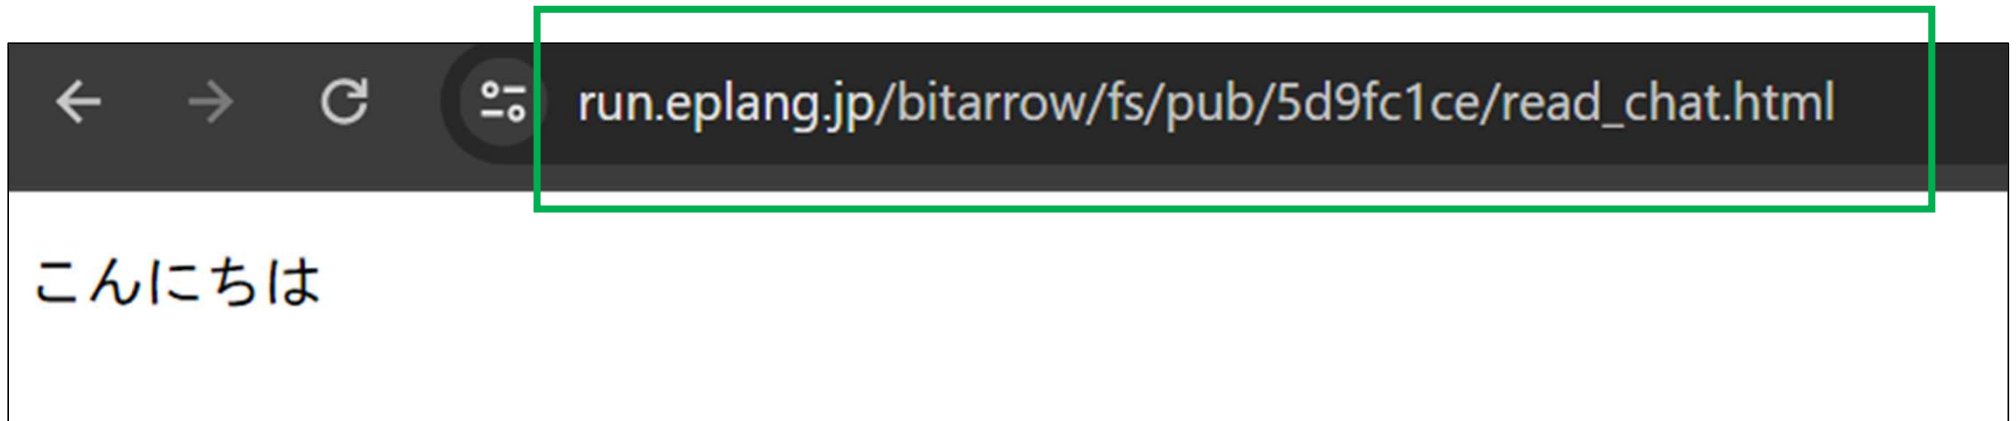 run.eplang.jp/bitarrow/fs/pub/5d9fc1ce/read_chat.html
こんにちは